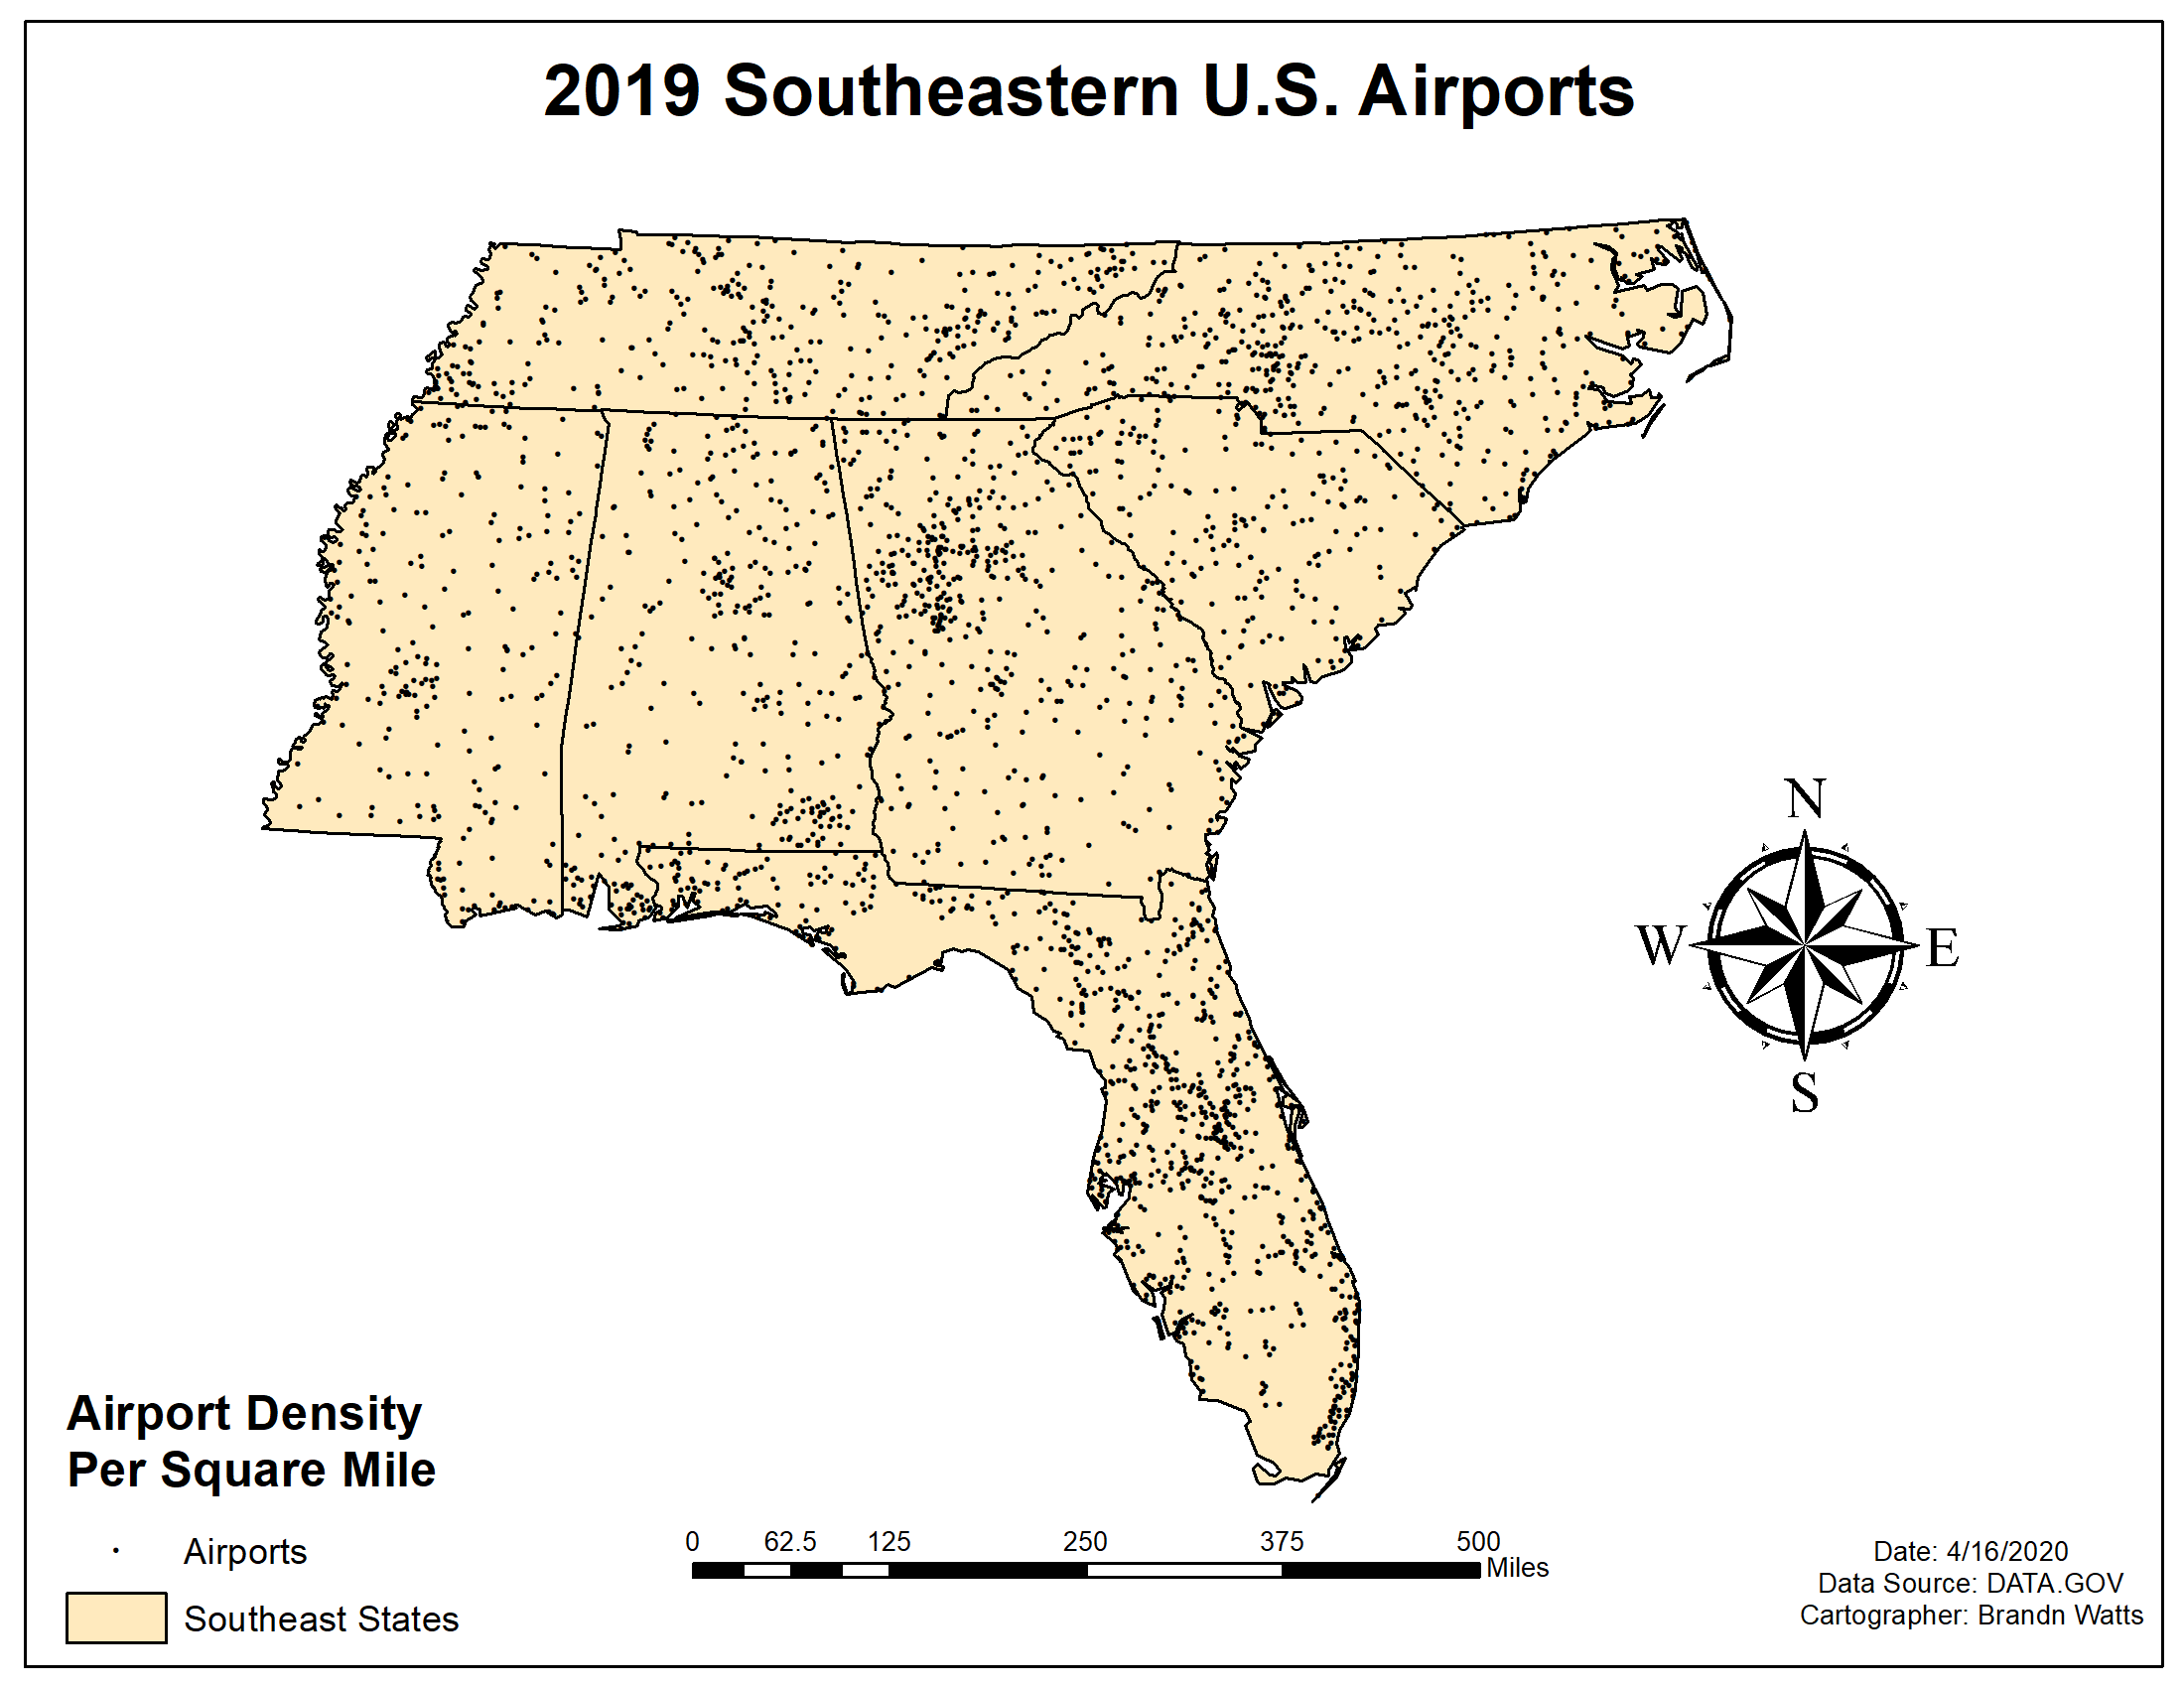 2019 Southeastern U.S. Airports
N
W
E
S
Airport Density
Per Square Mile
Airports
Southeast States
0 62.5 125 250 375 500
Miles
Date: 4/16/2020
Data Source: DATA.GOV
Cartographer: Brandn Watts